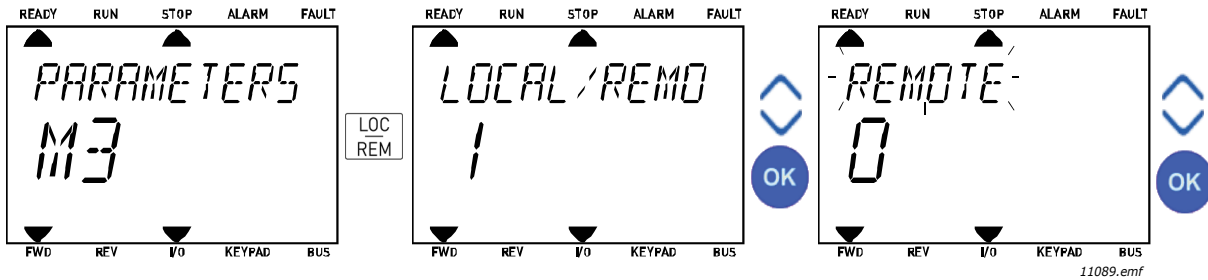 READY RUN STOP ALARM FAULT
PARAMETERS
M3
FWD REV I/O KEYPAD BUS
LOC
REM
READY RUN STOP ALARM FAULT
LOCAL/REMO
1
FWD REV I/O KEYPAD BUS
OK
READY RUN STOP ALARM FAULT
REMOTE
0
FWD REV I/O KEYPAD BUS
OK
11089.emf